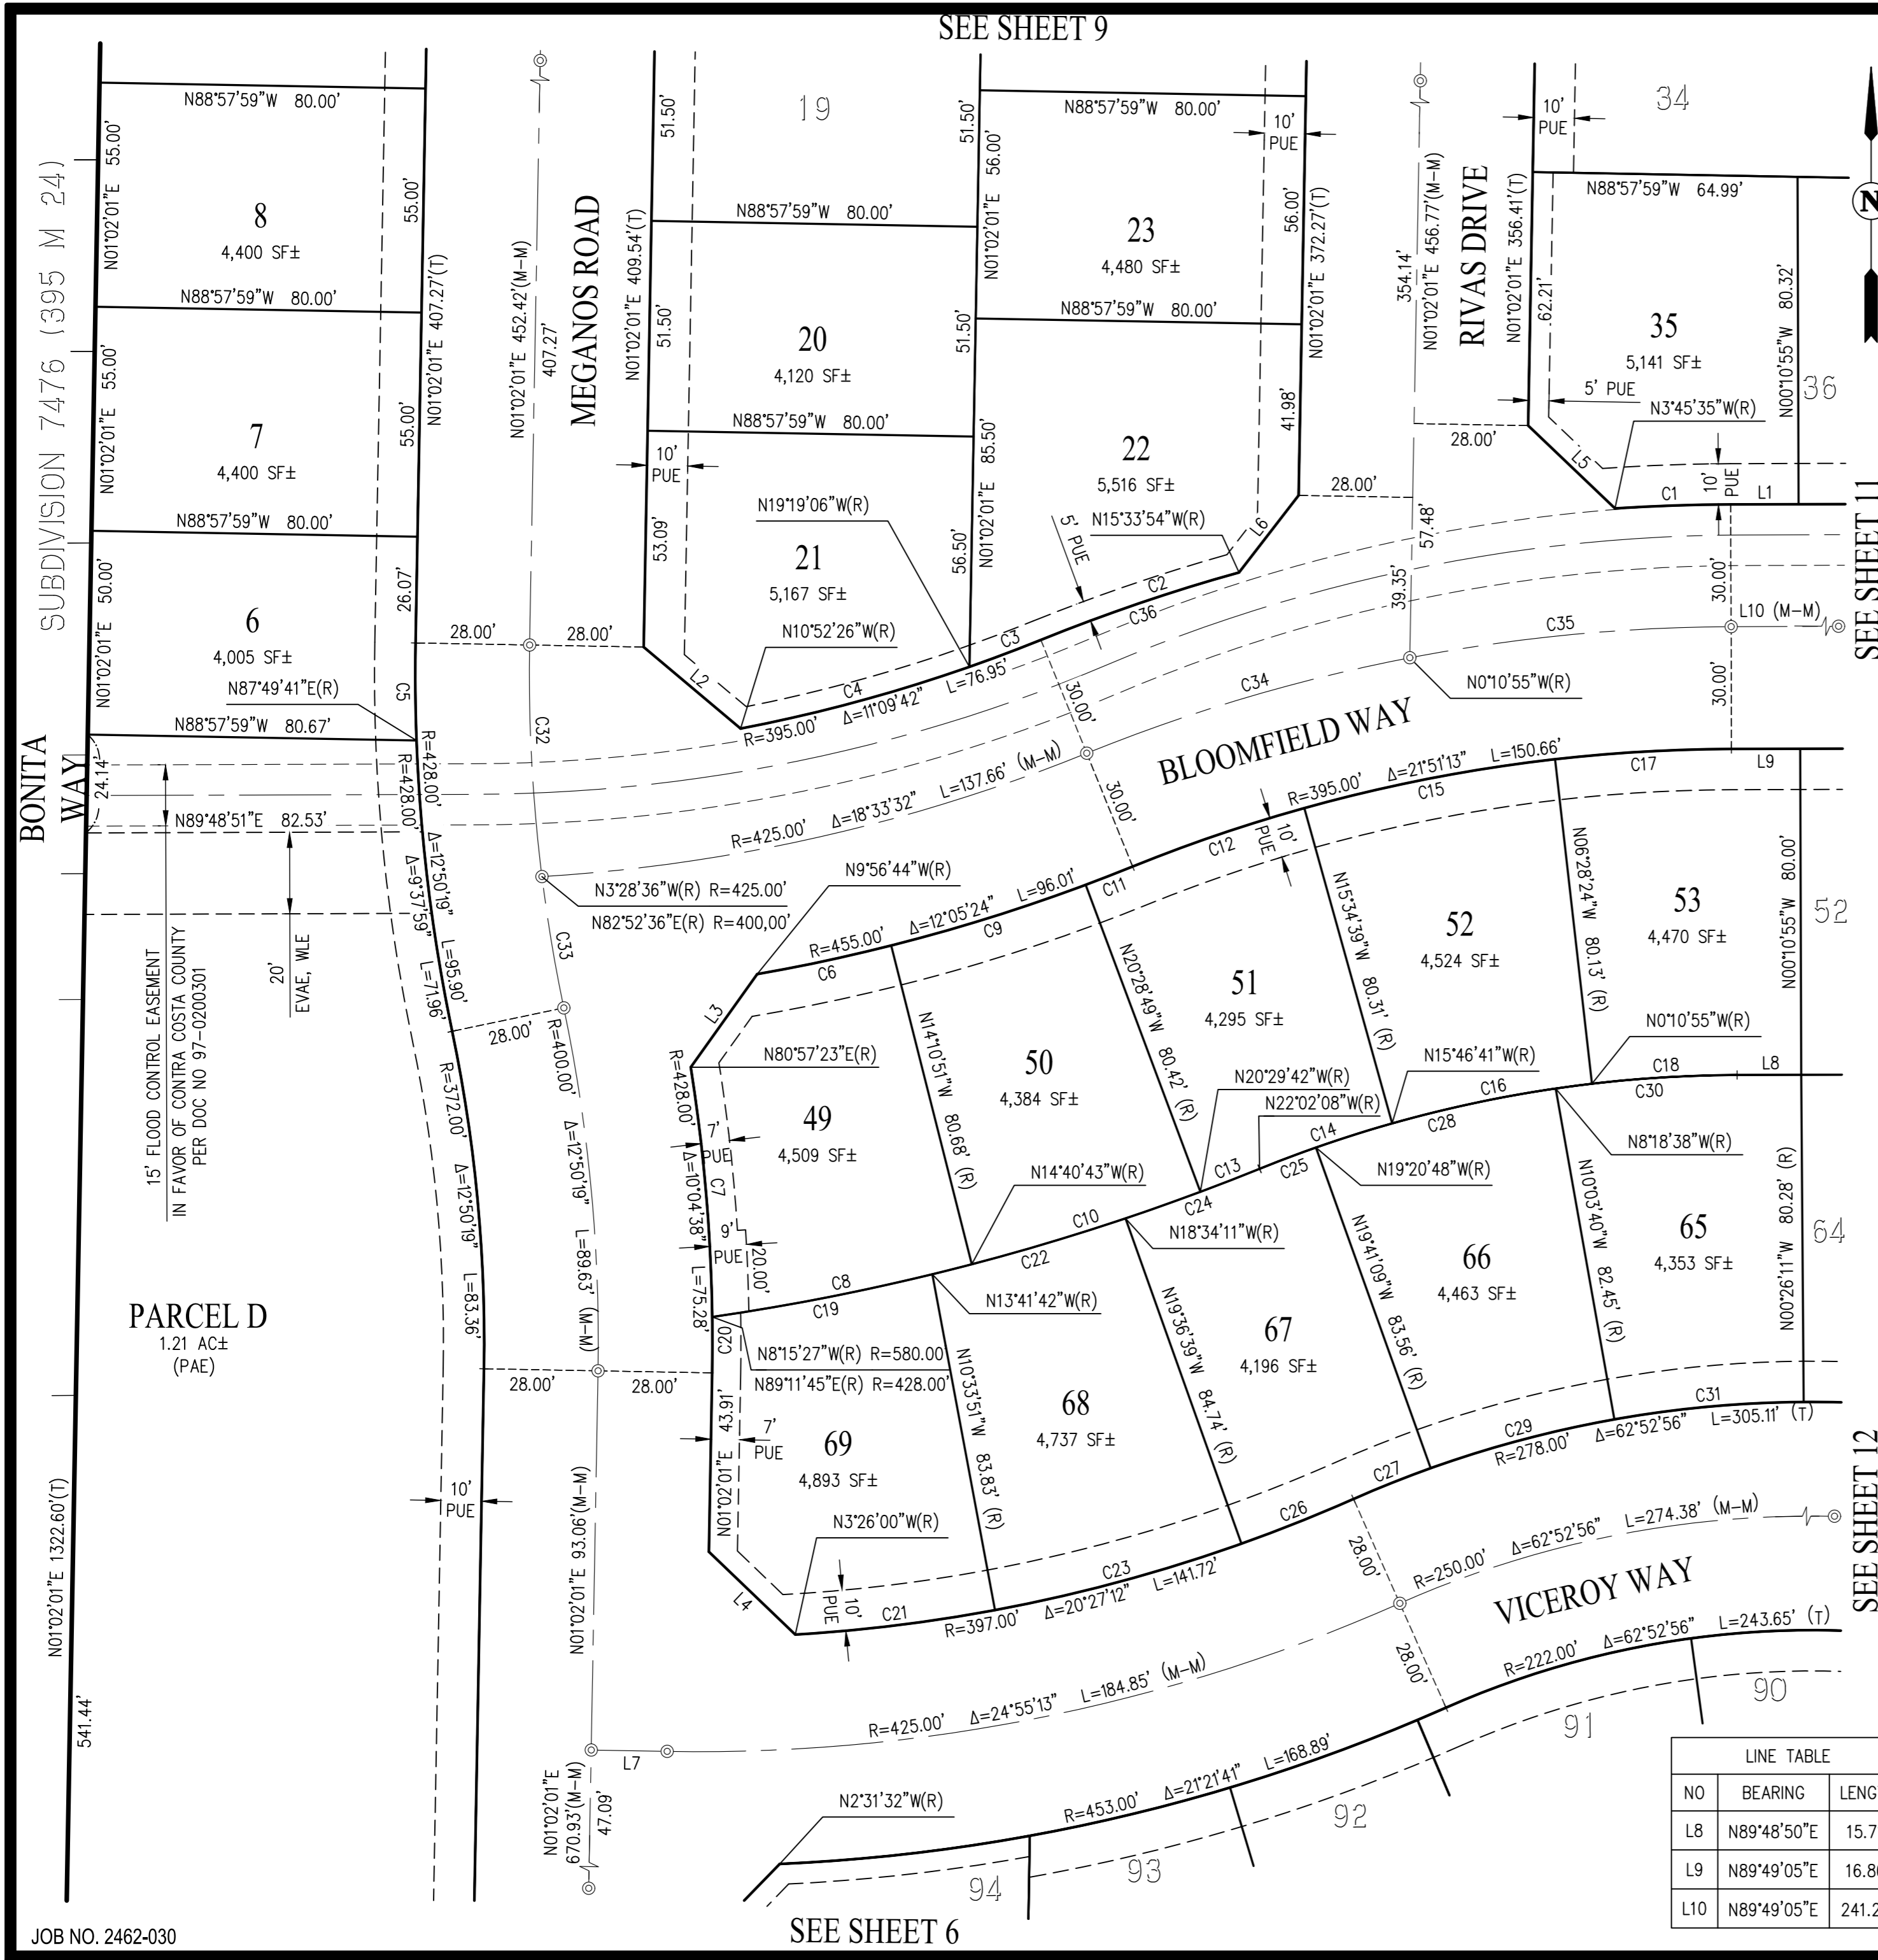 SEE SHEET 9
N88°57'59"W 80.00'
N01°02'01"E 55.00'
55.00'
8
4,400 SF±
N88°57'59"W 80.00'
N01°02'01"E 55.00'
55.00'
7
4,400 SF±
N88°57'59"W 80.00'
N01°02'01"E 50.00'
26.07'
6
4,005 SF±
N87°49'41"E(R)
C5
N88°57'59"W 80.67'
SUBDIVISION 7476 (395 M 24)
N01°02'01"E 407.27'(T)
N01°02'01"E 452.42'(M-M)
407.27'
MEGANOS ROAD
N01°02'01"E 409.54'(T)
51.50'
19
51.50'
N88°57'59"W 80.00'
51.50'
20
4,120 SF±
51.50'
N88°57'59"W 80.00'
10'
PUE
53.09'
N19°19'06"W(R)
21
5,167 SF±
56.50'
N10°52'26"W(R)
28.00'
28.00'
L2
C4
C3
R=395.00' Δ=11°09'42" L=76.95'
N88°57'59"W 80.00'
10'
PUE
N01°02'01"E 56.00'
56.00'
23
4,480 SF±
N88°57'59"W 80.00'
N01°02'01"E 372.27'(T)
N01°02'01"E 85.50'
41.98'
22
5,516 SF±
N15°33'54"W(R)
5' PUE
L6
C2
C36
28.00'
354.14'
N01°02'01"E 456.77'(M-M)
57.48'
39.35'
RIVAS DRIVE
N01°02'01"E 356.41'(T)
10'
PUE
34
N88°57'59"W 64.99'
62.21'
35
5,141 SF±
5' PUE
N3°45'35"W(R)
N00°10'55"W 80.32'
36
28.00'
L5
10'
PUE
C1
L1
N
SEE SHEET 11
30.00'
L10 (M-M)
30.00'
C35
C34
N0°10'55"W(R)
30.00'
30.00'
BLOOMFIELD WAY
R=425.00' Δ=18°33'32" L=137.66' (M-M)
C32
BONITA
WAY
24.14'
N89°48'51"E 82.53'
R=428.00' Δ=12°50'19" L=95.90'
R=428.00' Δ=9°37'59" L=71.96'
N3°28'36"W(R) R=425.00'
N82°52'36"E(R) R=400,00'
15' FLOOD CONTROL EASEMENT
IN FAVOR OF CONTRA COSTA COUNTY
PER DOC NO 97-0200301
20'
EVAE, WLE
C33
28.00'
R=400.00' Δ=12°50'19" L=89.63' (M-M)
R=372.00' Δ=12°50'19" L=83.36'
N9°56'44"W(R)
R=455.00' Δ=12°05'24" L=96.01'
C6
C9
C11
C12
10'
PUE
R=395.00' Δ=21°51'13" L=150.66'
C15
C17
L9
L3
N80°57'23"E(R)
R=428.00' Δ=10°04'38" L=75.28'
7'
PUE
C7
9'
PUE
20.00'
49
4,509 SF±
N14°10'51"W 80.68' (R)
50
4,384 SF±
N20°28'49"W 80.42' (R)
51
4,295 SF±
N15°34'39"W 80.31' (R)
52
4,524 SF±
N06°28'24"W 80.13' (R)
53
4,470 SF±
N00°10'55"W 80.00'
52
N0°10'55"W(R)
N15°46'41"W(R)
N20°29'42"W(R)
N22°02'08"W(R)
N14°40'43"W(R)
C8
C19
C10
C22
C13
C24
C14
C25
C16
C28
C18
C30
L8
N8°18'38"W(R)
N19°20'48"W(R)
N18°34'11"W(R)
N13°41'42"W(R)
N8°15'27"W(R) R=580.00
N89°11'45"E(R) R=428.00'
C20
PARCEL D
1.21 AC±
(PAE)
28.00'
28.00'
N01°02'01"E 43.91'
7'
PUE
69
4,893 SF±
N10°33'51"W 83.83' (R)
68
4,737 SF±
N19°36'39"W 84.74' (R)
67
4,196 SF±
N19°41'09"W 83.56' (R)
66
4,463 SF±
N10°03'40"W 82.45' (R)
65
4,353 SF±
N00°26'11"W 80.28' (R)
64
N3°26'00"W(R)
L4
10'
PUE
C21
C23
R=397.00' Δ=20°27'12" L=141.72'
C26
C27
C29
C31
R=278.00' Δ=62°52'56" L=305.11' (T)
10'
PUE
N01°02'01"E 93.06'(M-M)
N01°02'01"E 1322.60'(T)
541.44'
28.00'
28.00'
R=250.00' Δ=62°52'56" L=274.38' (M-M)
VICEROY WAY
SEE SHEET 12
R=222.00' Δ=62°52'56" L=243.65' (T)
R=425.00' Δ=24°55'13" L=184.85' (M-M)
L7
N01°02'01"E
670.93'(M-M)
47.09'
N2°31'32"W(R)
R=453.00' Δ=21°21'41" L=168.89'
94
93
92
91
90
LINE TABLE
NO BEARING
L8 N89°48'50"E
L9 N89°49'05"E
L10 N89°49'05"E
SEE SHEET 6
JOB NO. 2462-030